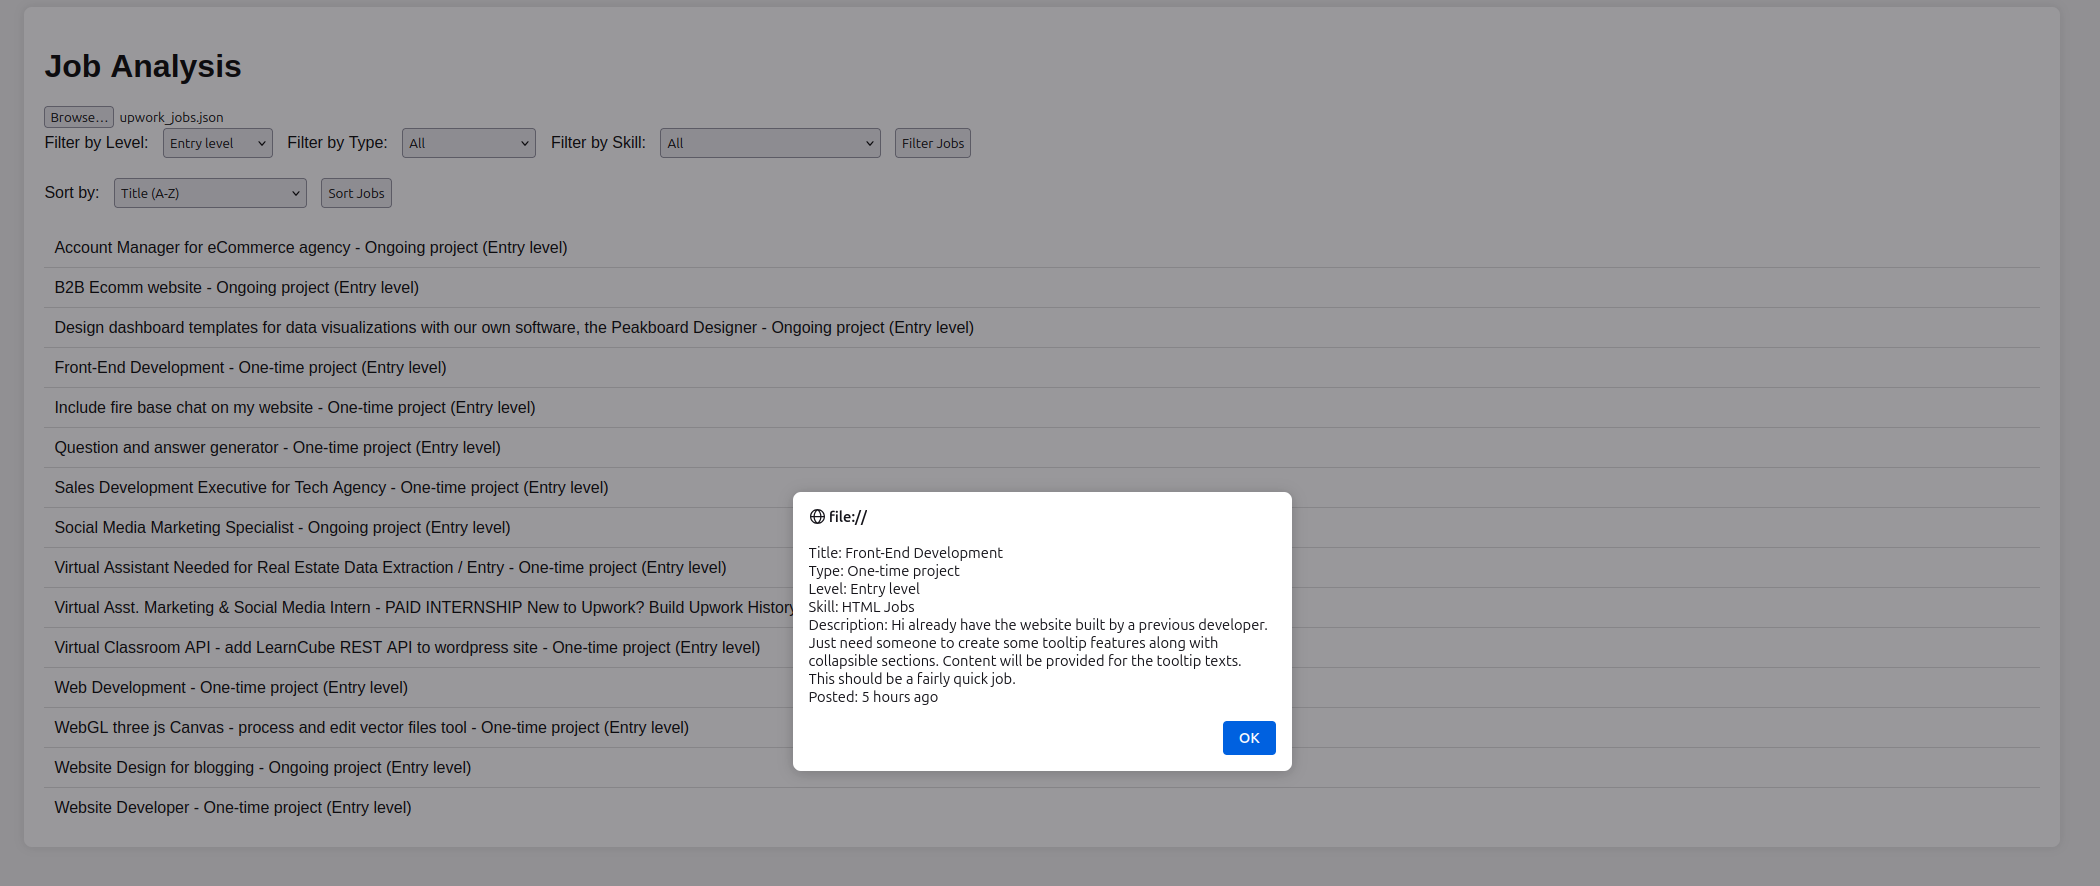 Job Analysis
Browse... upwork_jobs.json
Filter by Level: Entry level Filter by Type: All Filter by Skill: All Filter Jobs
Sort by: Title (A-Z) Sort Jobs
Account Manager for eCommerce agency - Ongoing project (Entry level)
B2B Ecomm website - Ongoing project (Entry level)
Design dashboard templates for data visualizations with our own software, the Peakboard Designer - Ongoing project (Entry level)
Front-End Development - One-time project (Entry level)
Include fire base chat on my website - One-time project (Entry level)
Question and answer generator - One-time project (Entry level)
Sales Development Executive for Tech Agency - One-time project (Entry level)
Social Media Marketing Specialist - Ongoing project (Entry level)
Virtual Assistant Needed for Real Estate Data Extraction / Entry - One-time project (Entry level)
Virtual Asst. Marketing & Social Media Intern - PAID INTERNSHIP New to Upwork? Build Upwork History
Virtual Classroom API - add LearnCube REST API to wordpress site - One-time project (Entry level)
Web Development - One-time project (Entry level)
WebGL three js Canvas - process and edit vector files tool - One-time project (Entry level)
Website Design for blogging - Ongoing project (Entry level)
Website Developer - One-time project (Entry level)
file://
Title: Front-End Development
Type: One-time project
Level: Entry level
Skill: HTML Jobs
Description: Hi already have the website built by a previous developer.
Just need someone to create some tooltip features along with
collapsible sections. Content will be provided for the tooltip texts.
This should be a fairly quick job.
Posted: 5 hours ago
OK